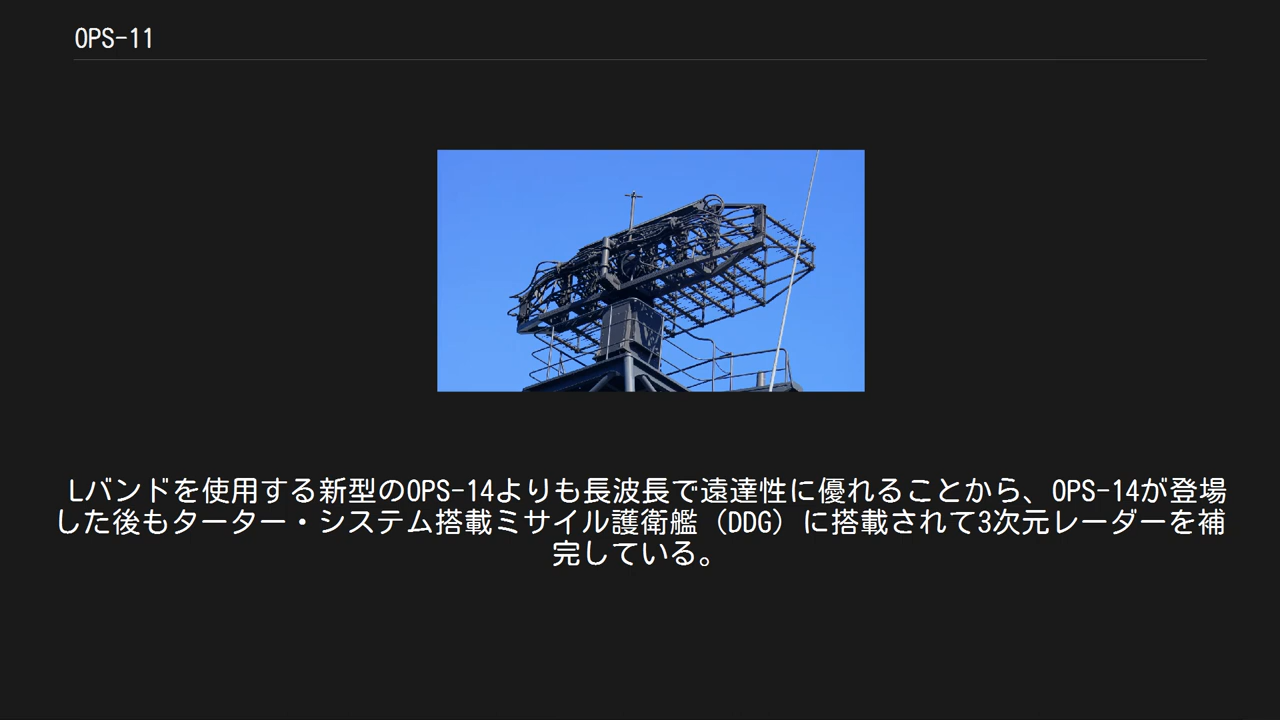 OPS-11
Lバンドを使用する新型のOPS-14よりも長波長で遠達性に優れることから、OPS-14が登場
した後もターター・システム搭載ミサイル護衛艦（DDG）に搭載されて3次元レーダーを補
完している。